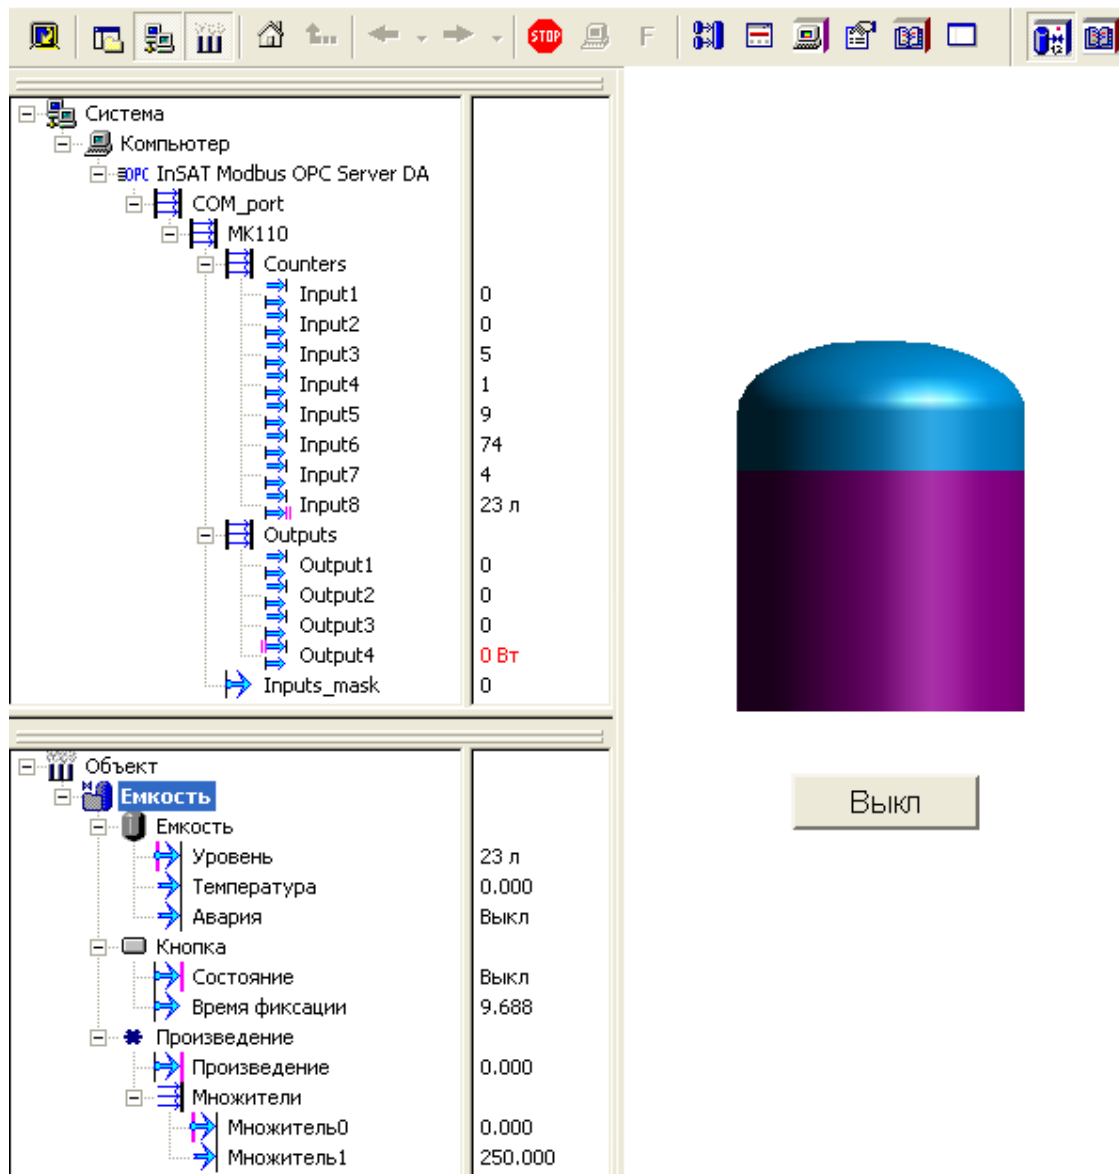 STOP
F
Система
Компьютер
OPC InSAT Modbus OPC Server DA
COM_port
MK110
Counters
Input1 0
Input2 0
Input3 5
Input4 1
Input5 9
Input6 74
Input7 4
Input8 23 л
Outputs
Output1 0
Output2 0
Output3 0
Output4 0 Вт
Inputs_mask 0
Объект
Емкость
Емкость
Уровень 23 л
Температура 0.000
Авария Выкл
Кнопка
Состояние Выкл
Время фиксации 9.688
Произведение
Произведение 0.000
Множители
Множитель0 0.000
Множитель1 250.000
Выкл